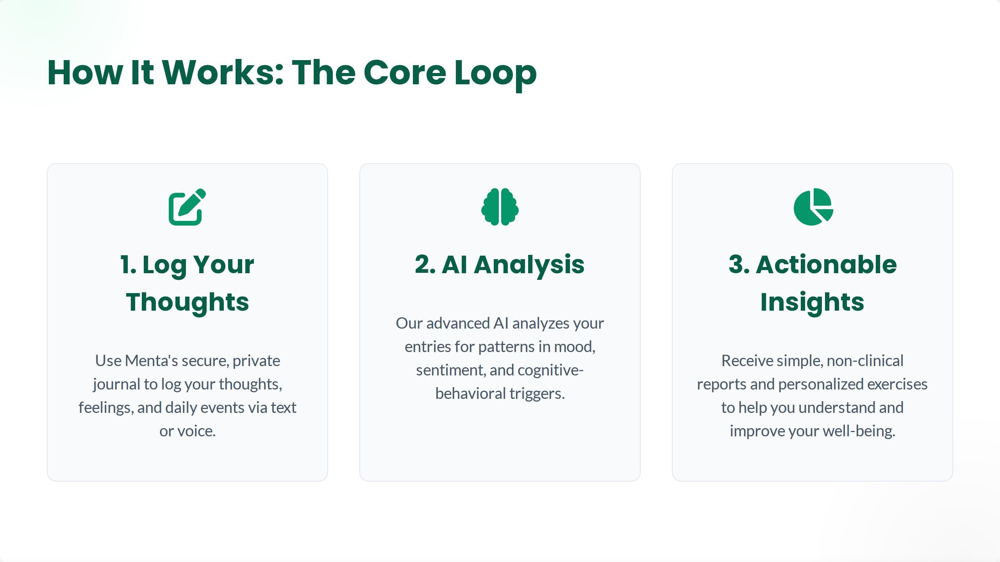 How It Works: The Core Loop
1. Log Your
Thoughts
Use Menta's secure, private
journal to log your thoughts,
feelings, and daily events via text
or voice.
2. AI Analysis
Our advanced AI analyzes your
entries for patterns in mood,
sentiment, and cognitive-
behavioral triggers.
3. Actionable
Insights
Receive simple, non-clinical
reports and personalized exercises
to help you understand and
improve your well-being.